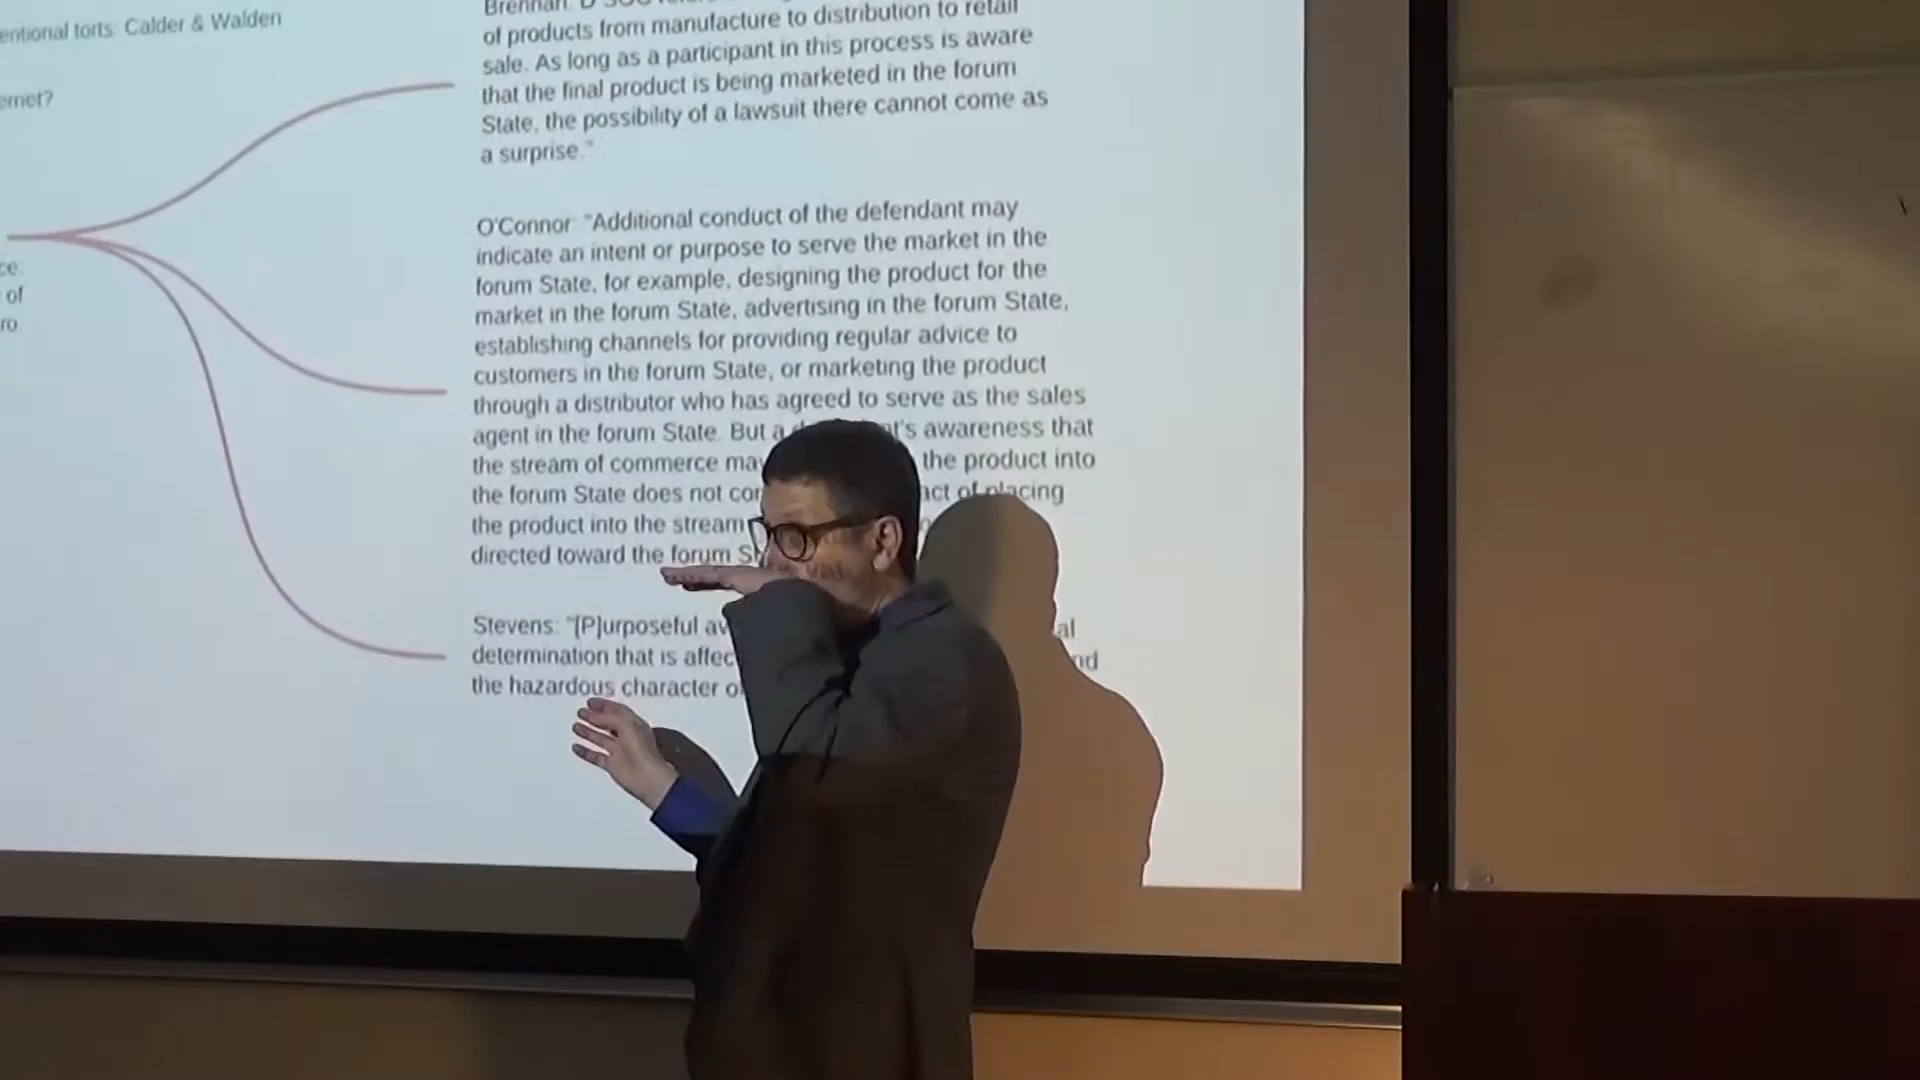 entional torts: Calder & Walden
ernet?
ce:
of
ro.
Brennan:
of products from manufacture to distribution to retail
sale. As long as a participant in this process is aware
that the final product is being marketed in the forum
State, the possibility of a lawsuit there cannot come as
a surprise."
O'Connor: "Additional conduct of the defendant may
indicate an intent or purpose to serve the market in the
forum State, for example, designing the product for the
market in the forum State, advertising in the forum State,
establishing channels for providing regular advice to
customers in the forum State, or marketing the product
through a distributor who has agreed to serve as the sales
agent in the forum State. But a 's awareness that
the stream of commerce may the product into
the forum State does not act of placing
the product into the stream
directed toward the forum
Stevens: "[P]urposeful
determination that is
the hazardous character